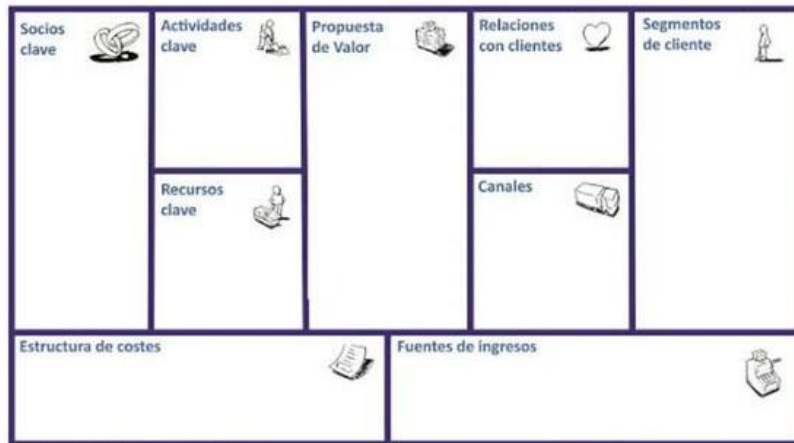 Socios
clave
Actividades
clave
Propuesta
de Valor
Relaciones
con clientes
Segmentos
de cliente
Recursos
clave
Canales
Estructura de costes
Fuentes de ingresos